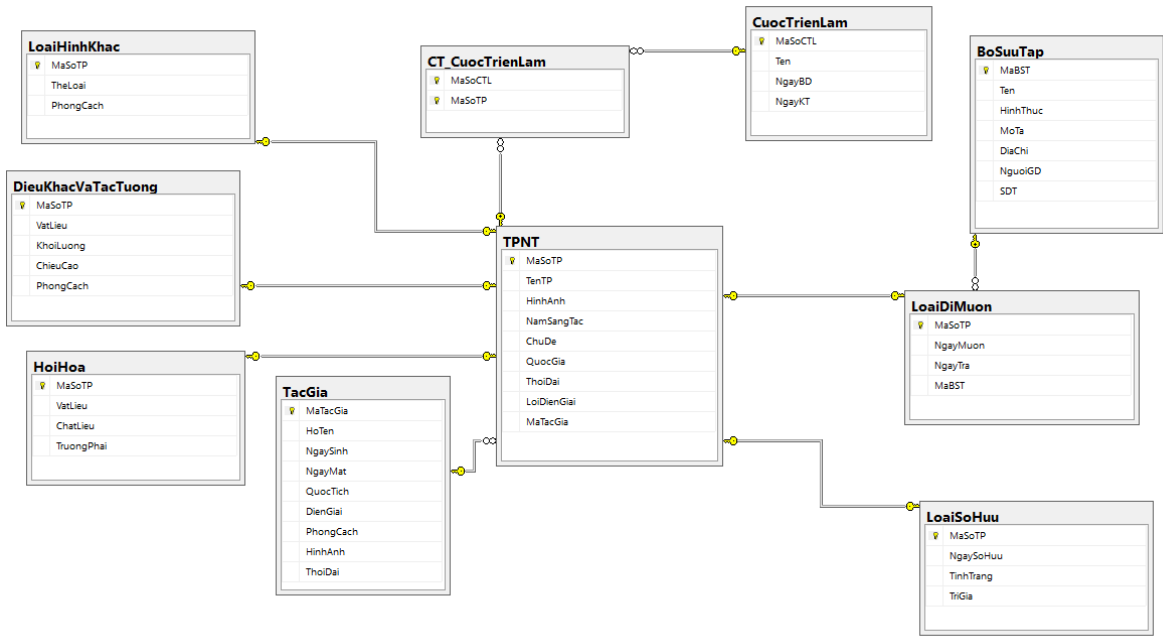 LoaiHinhKhac
MaSoTP
TheLoai
PhongCach
CT_CuocTrienLam
MaSoCTL
MaSoTP
CuocTrienLam
MaSoCTL
Ten
NgayBD
NgayKT
BoSuuTap
MaBST
Ten
HinhThuc
MoTa
DiaChi
NguoiGD
SDT
DieuKhacVaTacTuong
MaSoTP
VatLieu
KhoiLuong
ChieuCao
PhongCach
TPNT
MaSoTP
TenTP
HinhAnh
NamSangTac
ChuDe
QuocGia
ThoiDai
LoiDienGiai
MaTacGia
LoaiDiMuon
MaSoTP
NgayMuon
NgayTra
MaBST
HoiHoa
MaSoTP
VatLieu
ChatLieu
TruongPhai
TacGia
MaTacGia
HoTen
NgaySinh
NgayMat
QuocTich
DienGiai
PhongCach
HinhAnh
ThoiDai
LoaiSoHuu
MaSoTP
NgaySoHuu
TinhTrang
TriGia